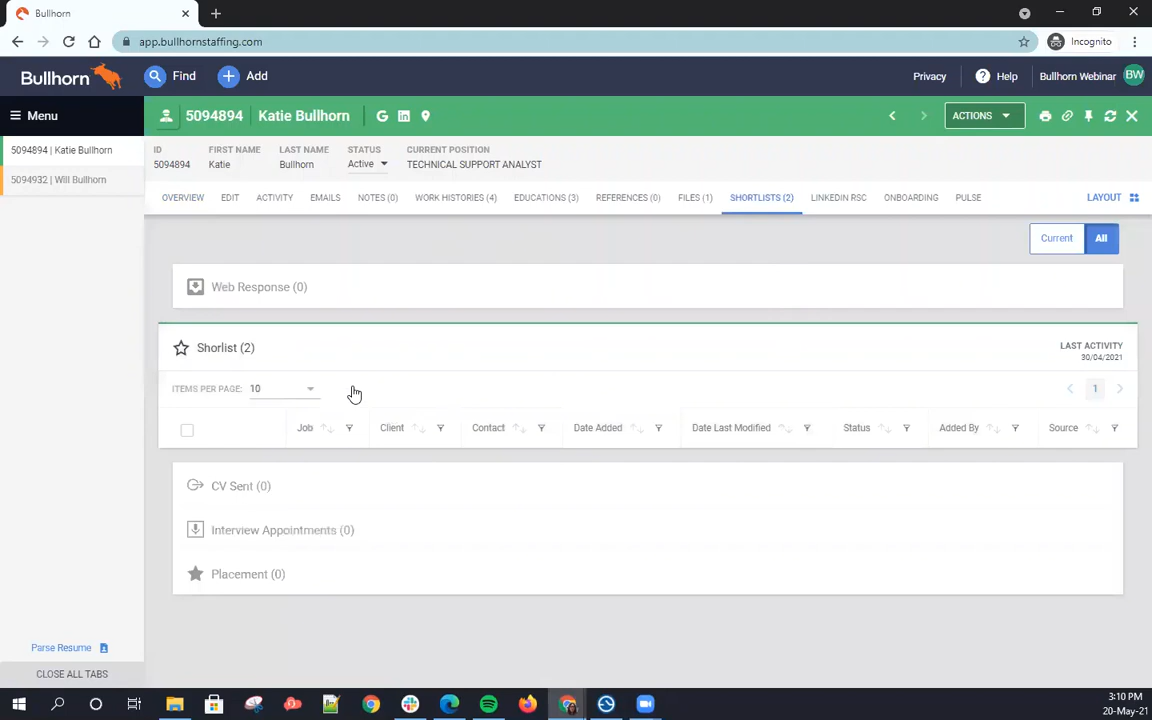 Bullhorn
app.bullhornstaffing.com
Incognito
Bullhorn
Find
Add
Privacy
Help
Bullhorn Webinar
BW
Menu
5094894 | Katie Bullhorn
5094932 | Will Bullhorn
5094894
Katie Bullhorn
ACTIONS
ID
FIRST NAME
LAST NAME
STATUS
CURRENT POSITION
5094894
Katie
Bullhorn
Active
TECHNICAL SUPPORT ANALYST
OVERVIEW
EDIT
ACTIVITY
EMAILS
NOTES (0)
WORK HISTORIES (4)
EDUCATIONS (3)
REFERENCES (0)
FILES (1)
SHORTLISTS (2)
LINKEDIN RSC
ONBOARDING
PULSE
LAYOUT
Current
All
Web Response (0)
Shorlist (2)
LAST ACTIVITY
30/04/2021
ITEMS PER PAGE:
10
1
Job
Client
Contact
Date Added
Date Last Modified
Status
Added By
Source
CV Sent (0)
Interview Appointments (0)
Placement (0)
Parse Resume
CLOSE ALL TABS
3:10 PM
20-May-21